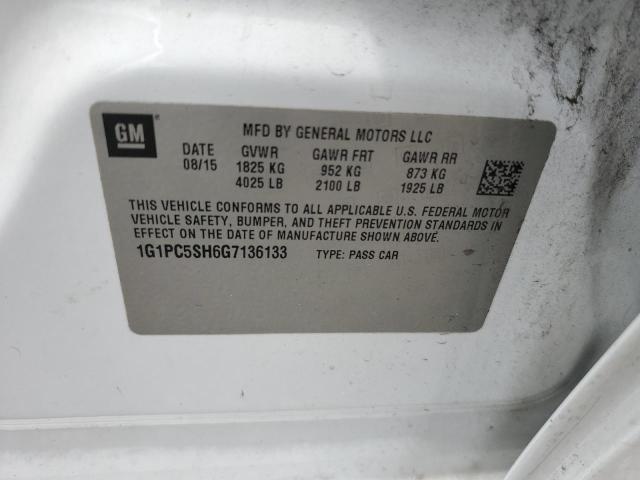 GM
MFD BY GENERAL MOTORS LLC
DATE GVWR GAWR FRT GAWR RR
08/15 1825 KG 952 KG 873 KG
4025 LB 2100 LB 1925 LB
THIS VEHICLE CONFORMS TO ALL APPLICABLE U.S. FEDERAL MOTOR
VEHICLE SAFETY, BUMPER, AND THEFT PREVENTION STANDARDS IN
EFFECT ON THE DATE OF MANUFACTURE SHOWN ABOVE.
1G1PC5SH6G7136133 TYPE: PASS CAR